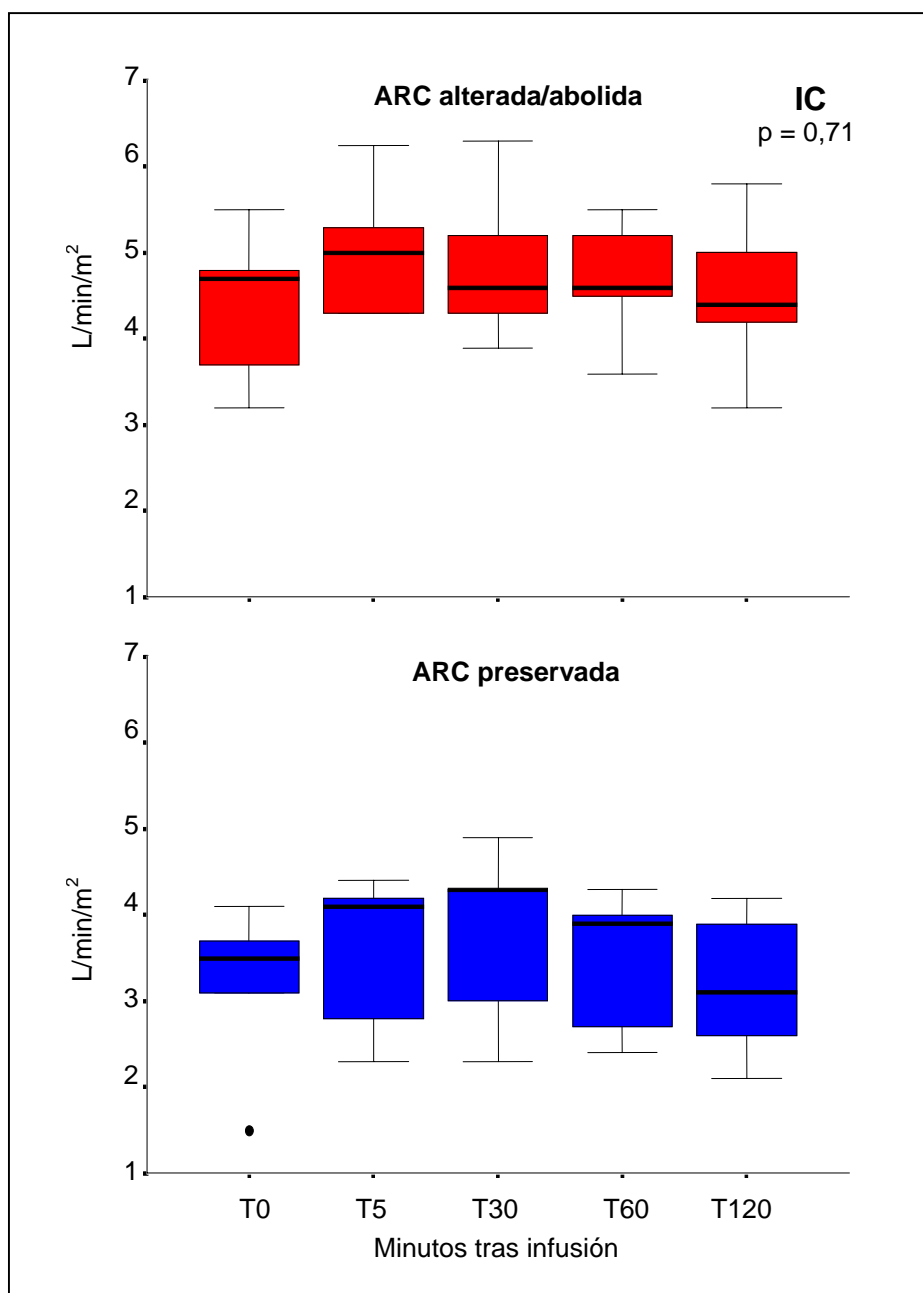 ARC alterada/abolida
IC
p = 0,71
7
6
5
4
3
2
1
L/min/m²
ARC preservada
7
6
5
4
3
2
1
L/min/m²
T0 T5 T30 T60 T120
Minutos tras infusión